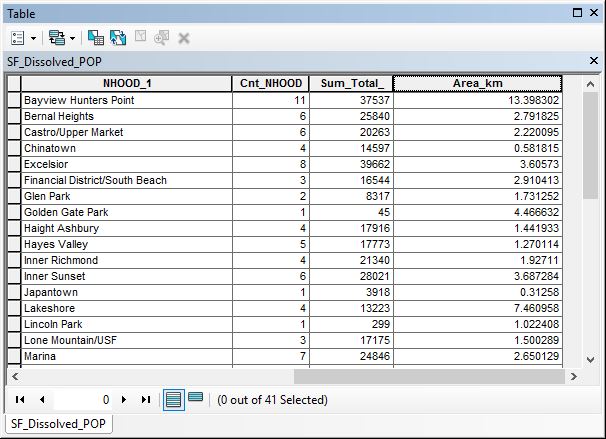 Table
SF_Dissolved_POP
NHOOD_1 Cnt_NHOOD Sum_Total_ Area_km
Bayview Hunters Point 11 37537 13.398302
Bernal Heights 6 25840 2.791825
Castro/Upper Market 6 20263 2.220095
Chinatown 4 14597 0.581815
Excelsior 8 39662 3.60573
Financial District/South Beach 3 16544 2.910413
Glen Park 2 8317 1.731252
Golden Gate Park 1 45 4.466632
Haight Ashbury 4 17916 1.441933
Hayes Valley 5 17773 1.270114
Inner Richmond 4 21340 1.92711
Inner Sunset 6 28021 3.687284
Japantown 1 3918 0.31258
Lakeshore 4 13223 7.460958
Lincoln Park 1 299 1.022408
Lone Mountain/USF 3 17175 1.500289
Marina 7 24846 2.650129
0 (0 out of 41 Selected)
SF_Dissolved_POP